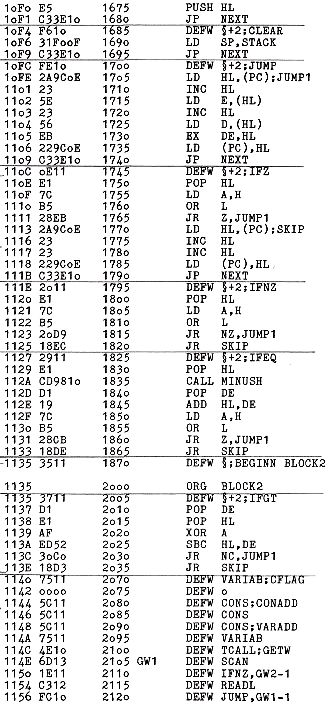 1oFo E5 1675 PUSH HL
1oF1 C33E1o 168o JP NEXT
1oF4 F61o 1685 DEFW §+2;CLEAR
1oF6 31FooF 169o LD SP,STACK
1oF9 C33E1o 1695 JP NEXT
1oFC FE1o 17oo DEFW §+2;JUMP
1oFE 2A9CoE 17o5 LD HL,(PC);JUMP1
11o1 23 171o INC HL
11o2 5E 1715 LD E,(HL)
11o3 23 172o INC HL
11o4 56 1725 LD D,(HL)
11o5 EB 173o EX DE,HL
11o6 229CoE 1735 LD (PC),HL
11o9 C33E1o 174o JP NEXT
11oC oE11 1745 DEFW §+2;IFZ
11oE E1 175o POP HL
11oF 7C 1755 LD A,H
111o B5 176o OR L
1111 28EB 1765 JR Z,JUMP1
1113 2A9CoE 177o LD HL,(PC);SKIP
1116 23 1775 INC HL
1117 23 178o INC HL
1118 229CoE 1785 LD (PC),HL
111B C33E1o 179o JP NEXT
111E 2o11 1795 DEFW §+2;IFNZ
112o E1 18oo POP HL
1121 7C 18o5 LD A,H
1122 B5 181o OR L
1123 2oD9 1815 JR NZ,JUMP1
1125 18EC 182o JR SKIP
1127 2911 1825 DEFW §+2;IFEQ
1129 E1 183o POP HL
112A CD981o 1835 CALL MINUSH
112D D1 184o POP DE
112E 19 1845 ADD HL,DE
112F 7C 185o LD A,H
113o B5 1855 OR L
1131 28CB 186o JR Z,JUMP1
1133 18DE 1865 JR SKIP
1135 3511 187o DEFW §;BEGINN BLOCK2
1135 2ooo ORG BLOCK2
1135 3711 2oo5 DEFW §+2;IFGT
1137 D1 2o1o POP DE
1138 E1 2o15 POP HL
1139 AF 2o2o XOR A
113A ED52 2o25 SBC HL,DE
113C 3oCo 2o3o JR NC,JUMP1
113E 18D3 2o35 JR SKIP
114o 7511 2o7o DEFW VARIAB;CFLAG
1142 oooo 2o75 DEFW o
1144 5C11 2o8o DEFW CONS;CONADD
1146 5C11 2o85 DEFW CONS
1148 5C11 2o9o DEFW CONS;VARADD
114A 7511 2o95 DEFW VARIAB
114C 4E1o 21oo DEFW TCALL;GETW
114E 6D13 21o5 GW1 DEFW SCAN
115o 1E11 211o DEFW IFNZ,GW2-1
1154 C312 2115 DEFW READL
1156 FC1o 212o DEFW JUMP,GW1-1